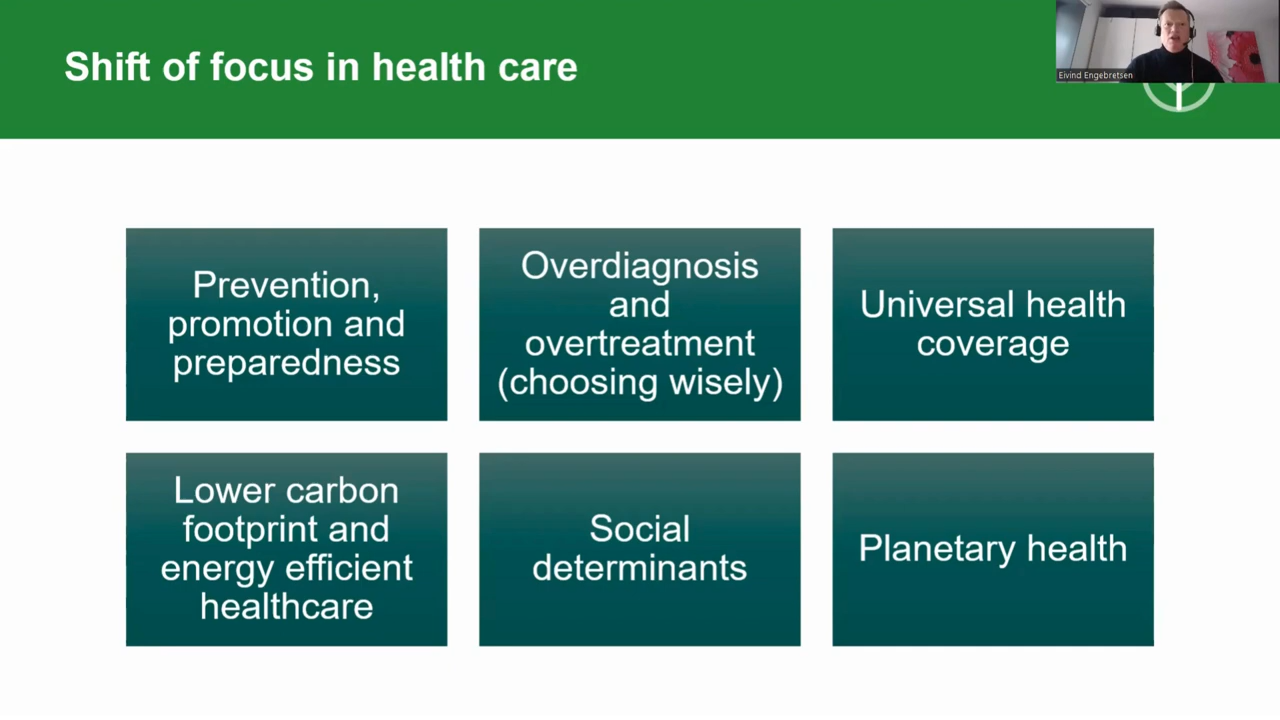 Shift of focus in health care
Eivind Engebretsen
Prevention,
promotion and
preparedness
Overdiagnosis
and
overtreatment
(choosing wisely)
Universal health
coverage
Lower carbon
footprint and
energy efficient
healthcare
Social
determinants
Planetary health